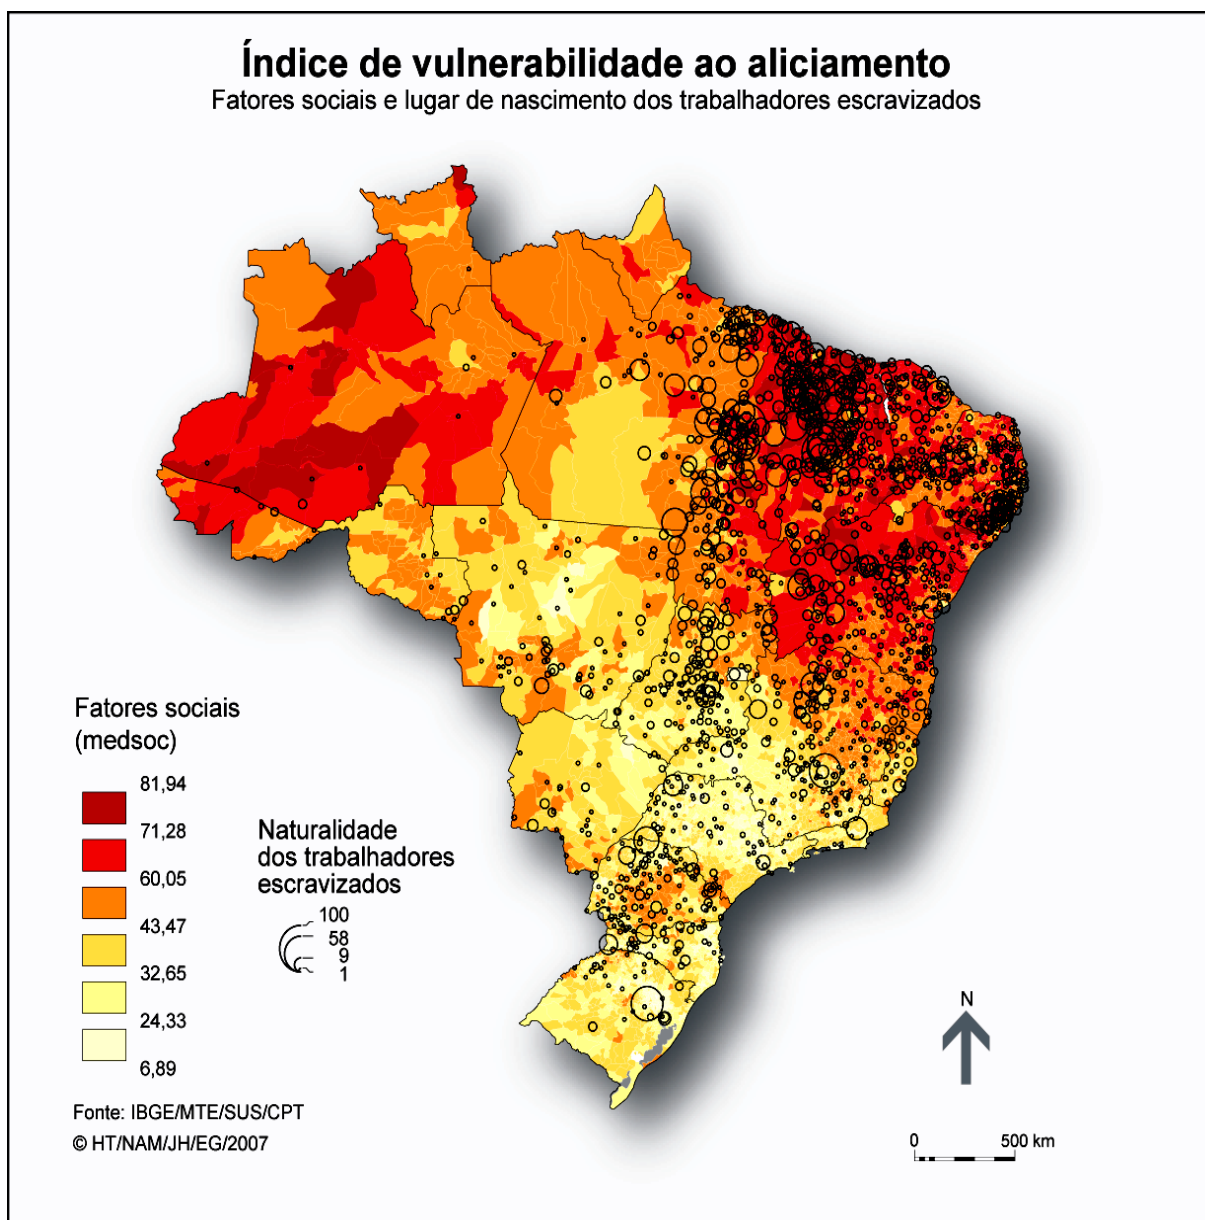 Índice de vulnerabilidade ao aliciamento
Fatores sociais e lugar de nascimento dos trabalhadores escravizados
Fatores sociais
(medsoc)
81,94
71,28
60,05
43,47
32,65
24,33
6,89
Naturalidade
dos trabalhadores
escravizados
100
58
9
1
Fonte: IBGE/MTE/SUS/CPT
© HT/NAM/JH/EG/2007
N
0 500 km